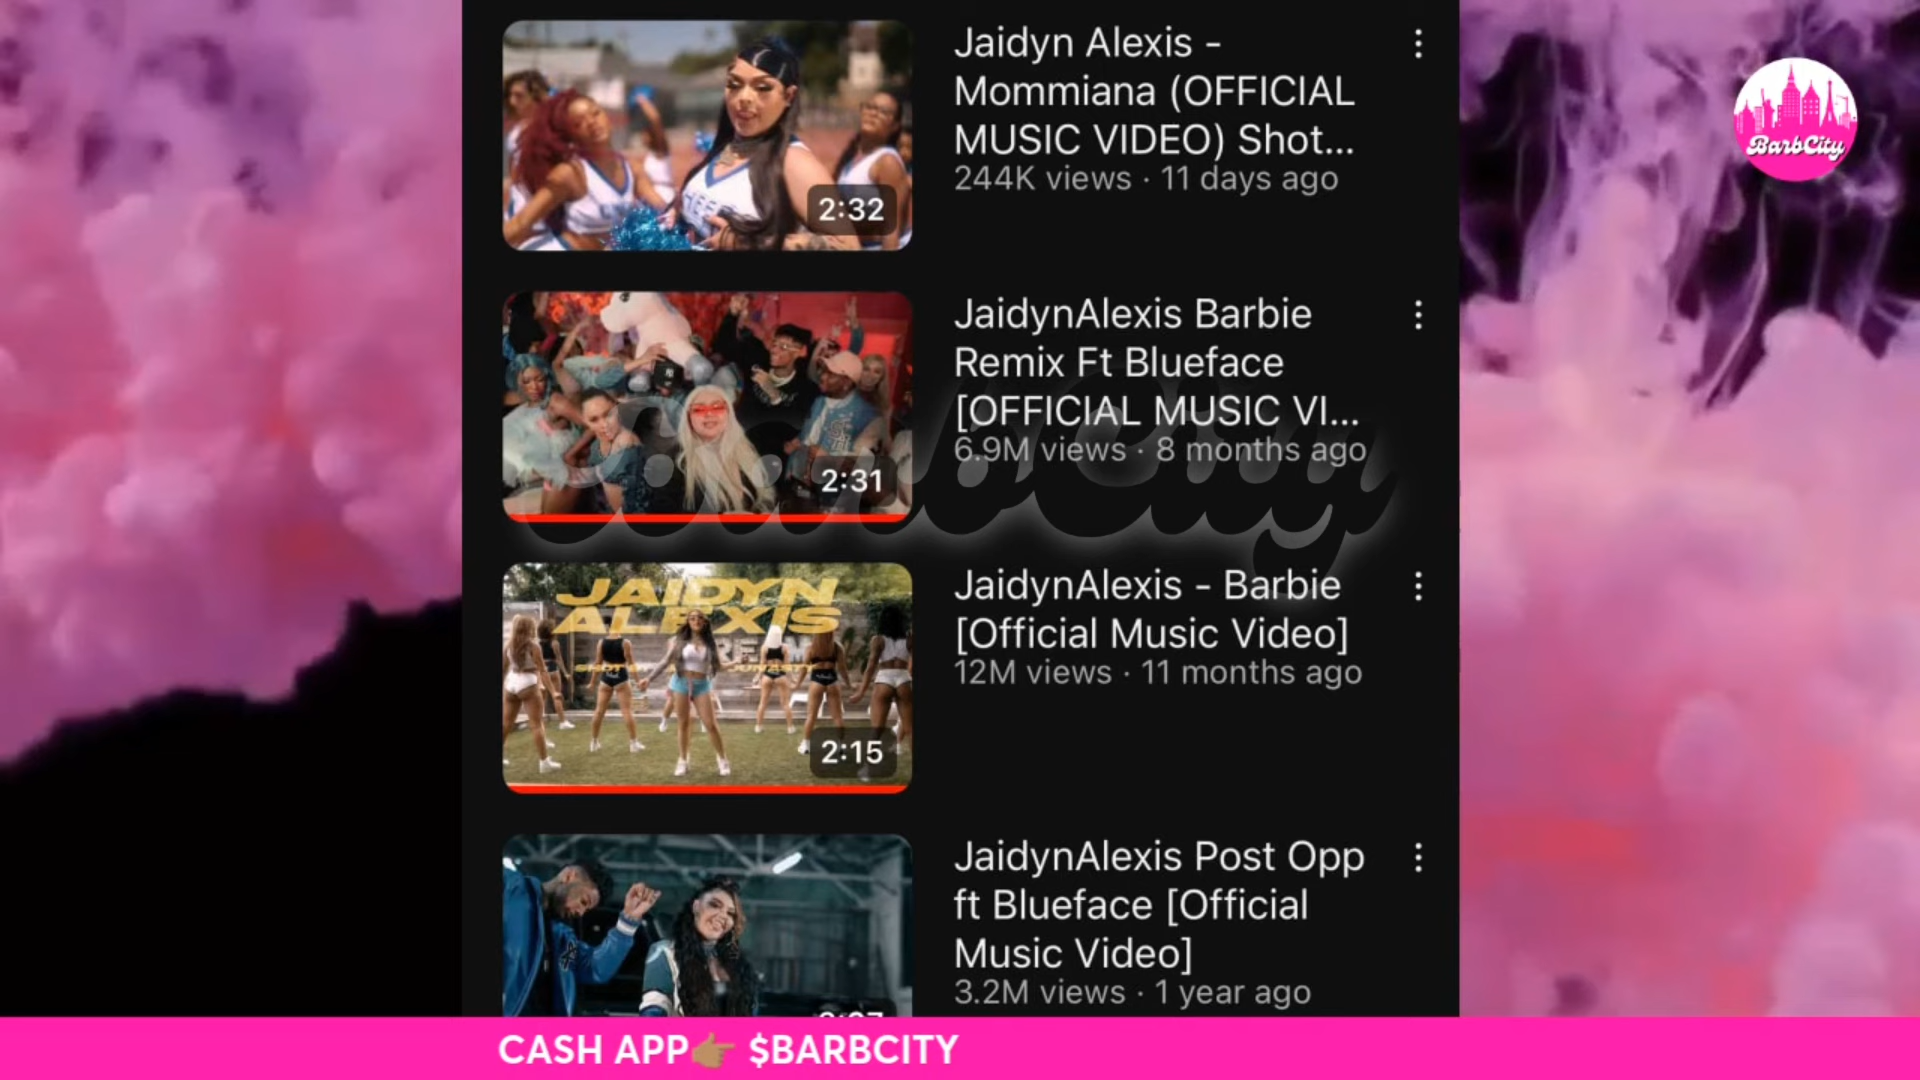 Jaidyn Alexis -
Mommiana (OFFICIAL
MUSIC VIDEO) Shot...
244K views · 11 days ago
2:32
BarbCity
JaidynAlexis Barbie
Remix Ft Blueface
[OFFICIAL MUSIC VI...
6.9M views · 8 months ago
2:31
BarbCity
JaidynAlexis - Barbie
[Official Music Video]
12M views · 11 months ago
JAIDYN
ALEXIS
2:15
JaidynAlexis Post Opp
ft Blueface [Official
Music Video]
3.2M views · 1 year ago
CASH APP👉🏽 $BARBCITY